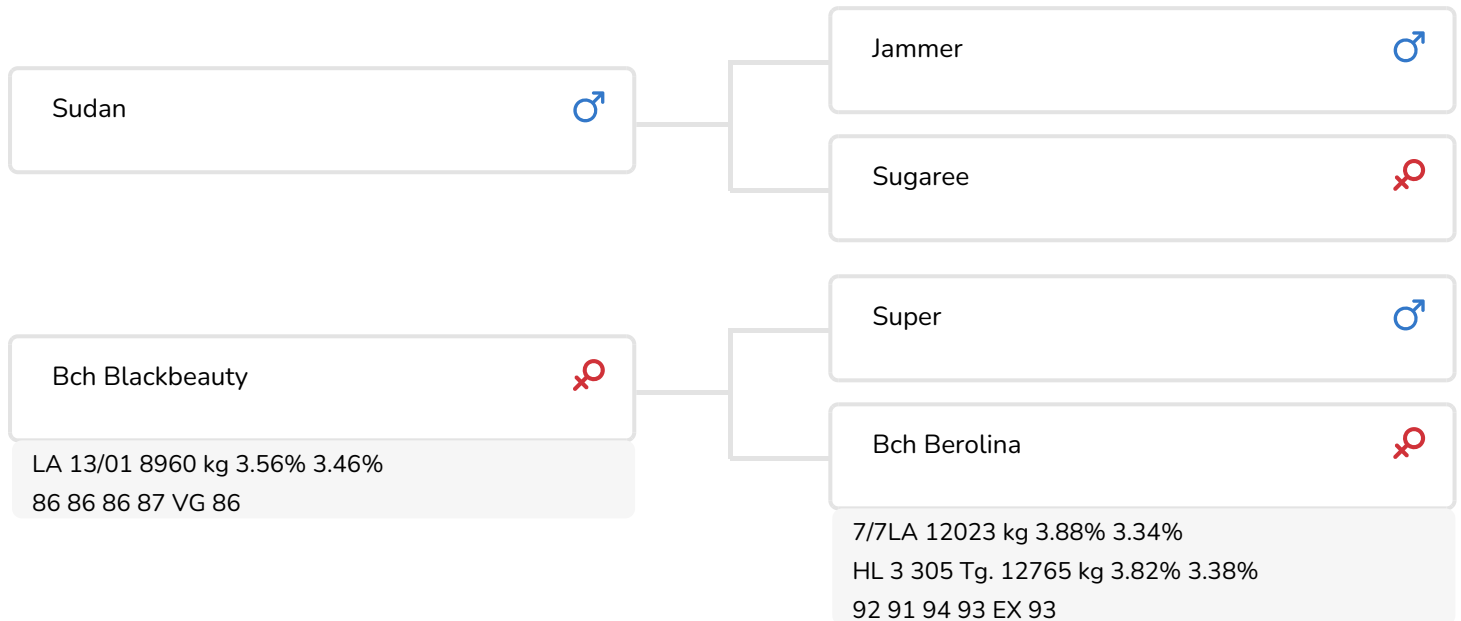 Jammer
Sudan
Sugaree
Super
Bch Blackbeauty
Bch Berolina
LA 13/01 8960 kg 3.56% 3.46%
86 86 86 87 VG 86
7/7LA 12023 kg 3.88% 3.34%
HL 3 305 Tg. 12765 kg 3.82% 3.38%
92 91 94 93 EX 93